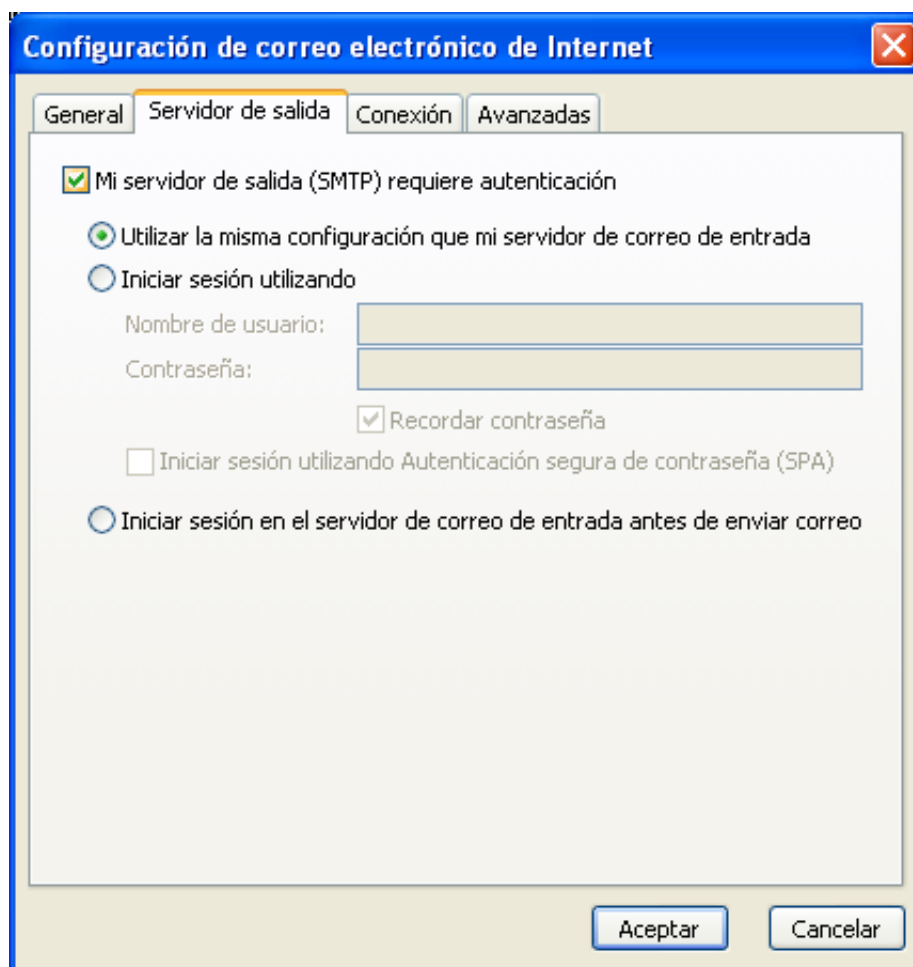 Configuración de correo electrónico de Internet
General Servidor de salida Conexión Avanzadas
Mi servidor de salida (SMTP) requiere autenticación
Utilizar la misma configuración que mi servidor de correo de entrada
Iniciar sesión utilizando
Nombre de usuario:
Contraseña:
Recordar contraseña
Iniciar sesión utilizando Autenticación segura de contraseña (SPA)
Iniciar sesión en el servidor de correo de entrada antes de enviar correo
Aceptar Cancelar